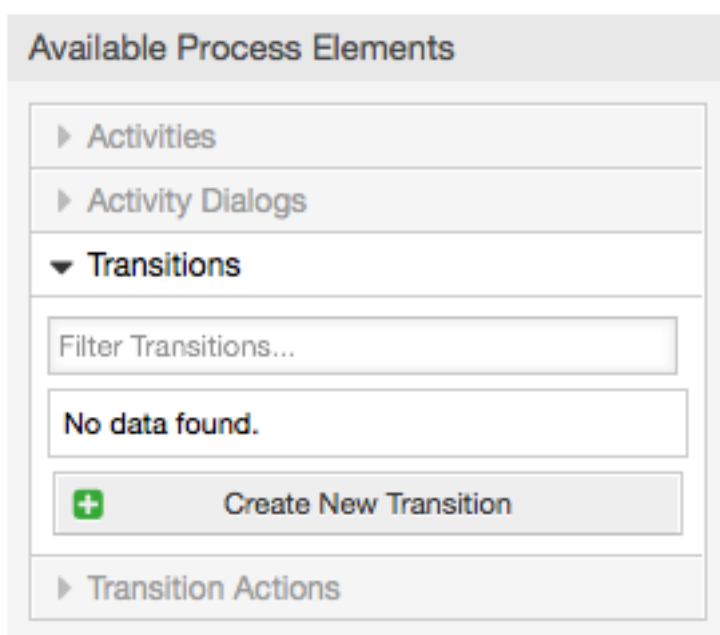 Available Process Elements
Activities
Activity Dialogs
Transitions
Filter Transitions...
No data found.
Create New Transition
Transition Actions